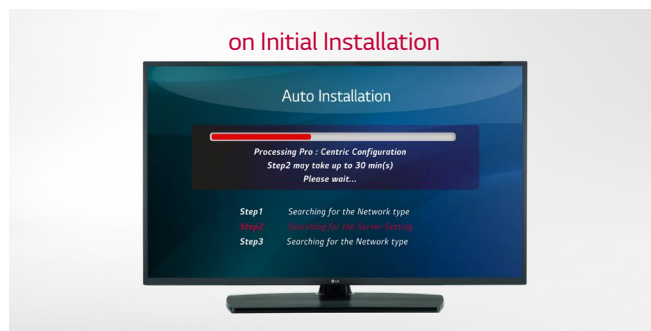 on Initial Installation
Auto Installation
Processing Pro : Centric Configuration
Step2 may take up to 30 min(s)
Please wait...
Step1 Searching for the Network type
Step2 Searching for the Server Setting
Step3 Searching for the Network type
LG